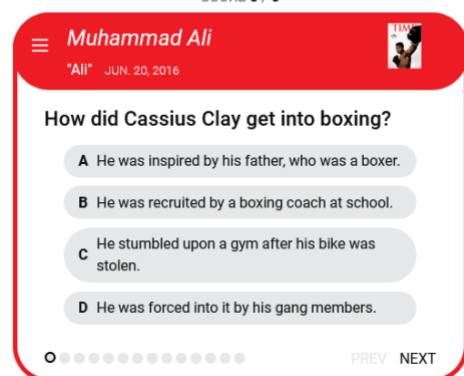 Muhammad Ali
TIME
"Ali" JUN. 20, 2016
How did Cassius Clay get into boxing?
A He was inspired by his father, who was a boxer.
B He was recruited by a boxing coach at school.
C He stumbled upon a gym after his bike was
stolen.
D He was forced into it by his gang members.
PREV NEXT